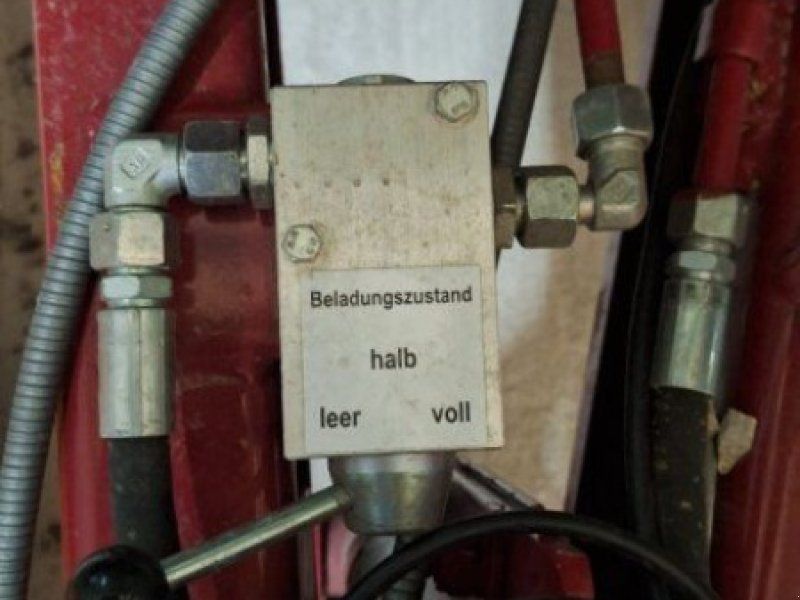 Beladungszustand
halb
leer voll